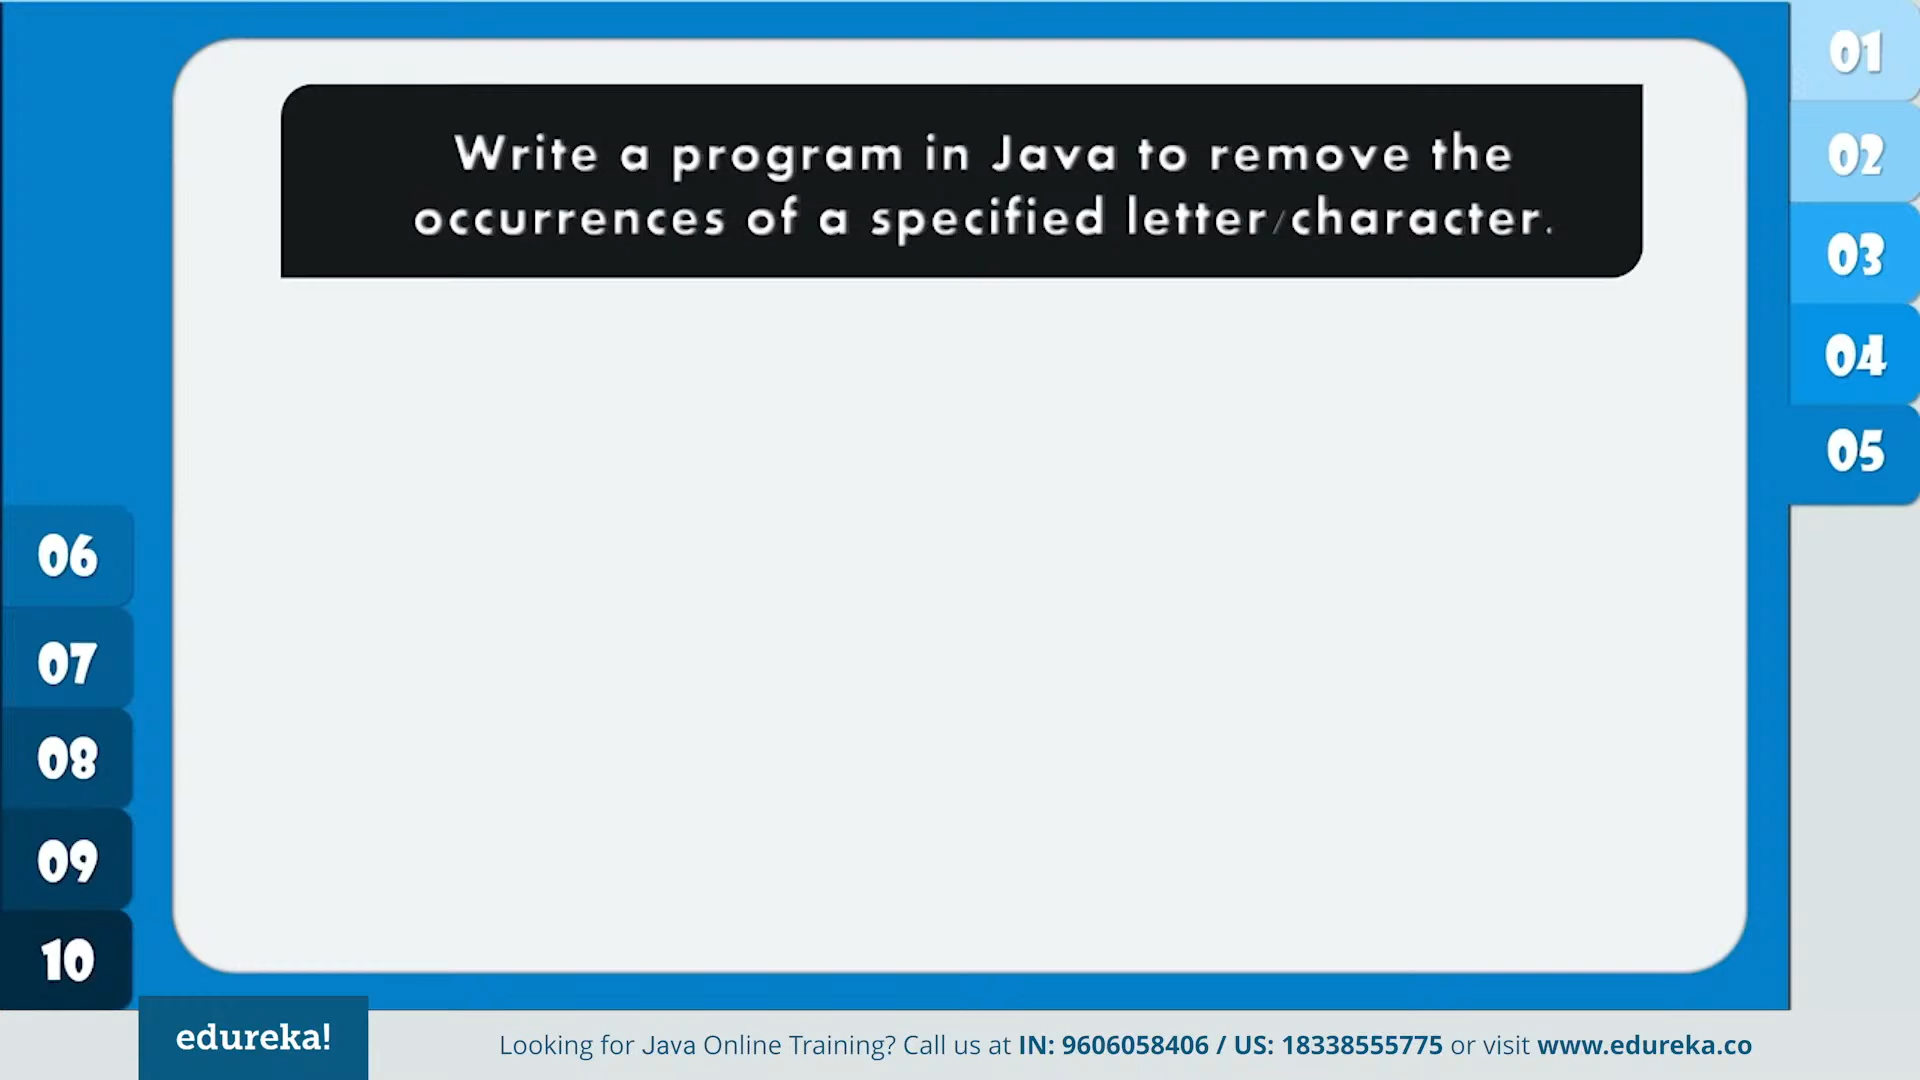 Write a program in Java to remove the
occurrences of a specified letter/character.
01
02
03
04
05
06
07
08
09
10
edureka!
Looking for Java Online Training? Call us at IN: 9606058406 / US: 18338555775 or visit www.edureka.co